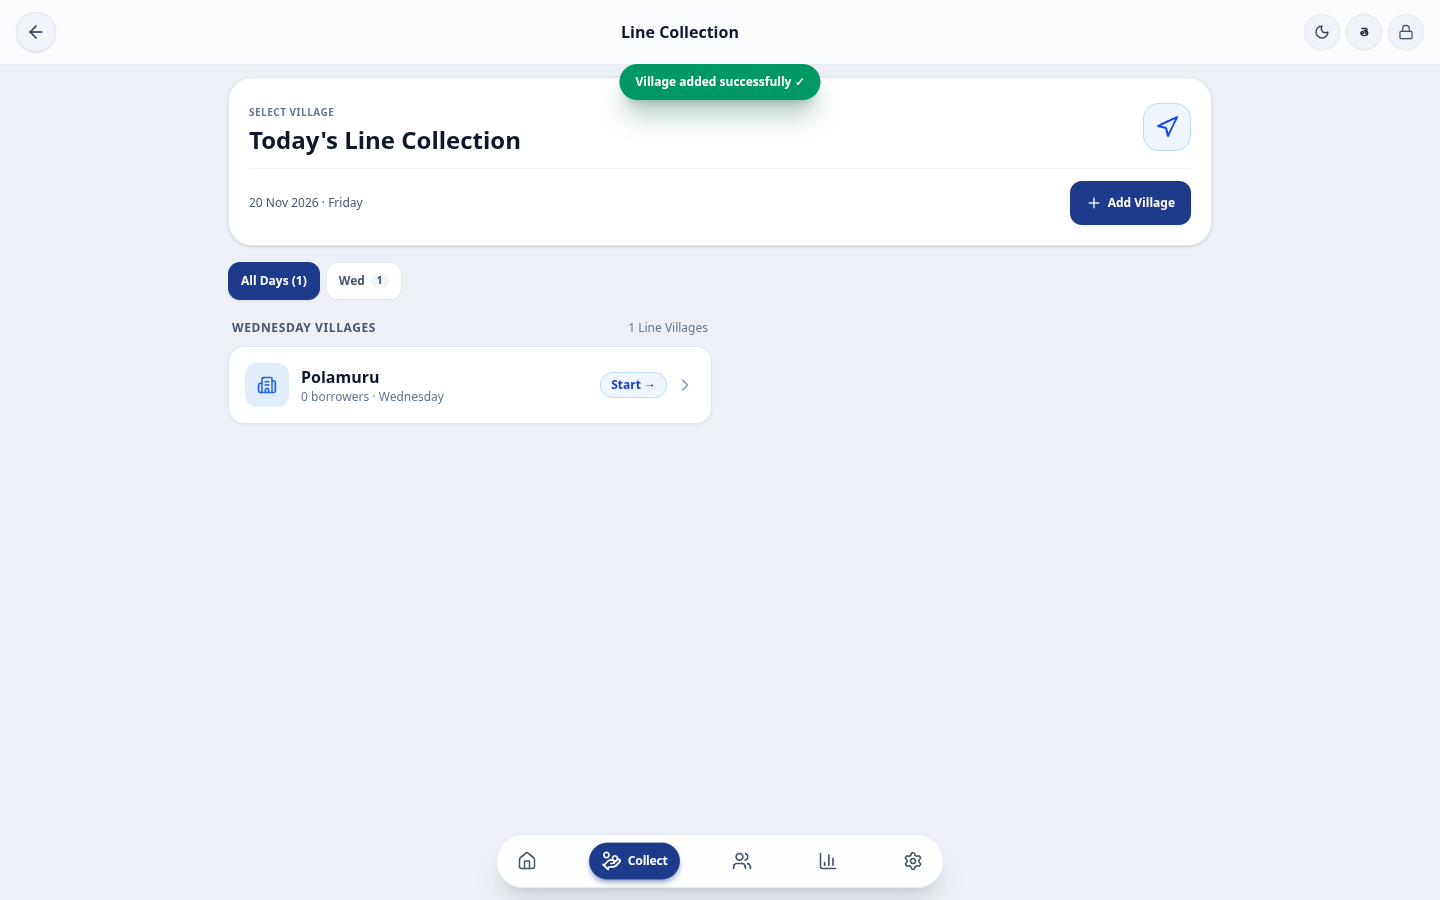 Line Collection
Village added successfully ✓
SELECT VILLAGE
Today's Line Collection
20 Nov 2026 · Friday
Add Village
All Days (1)
Wed 1
WEDNESDAY VILLAGES
1 Line Villages
Polamuru
0 borrowers · Wednesday
Start →
Collect